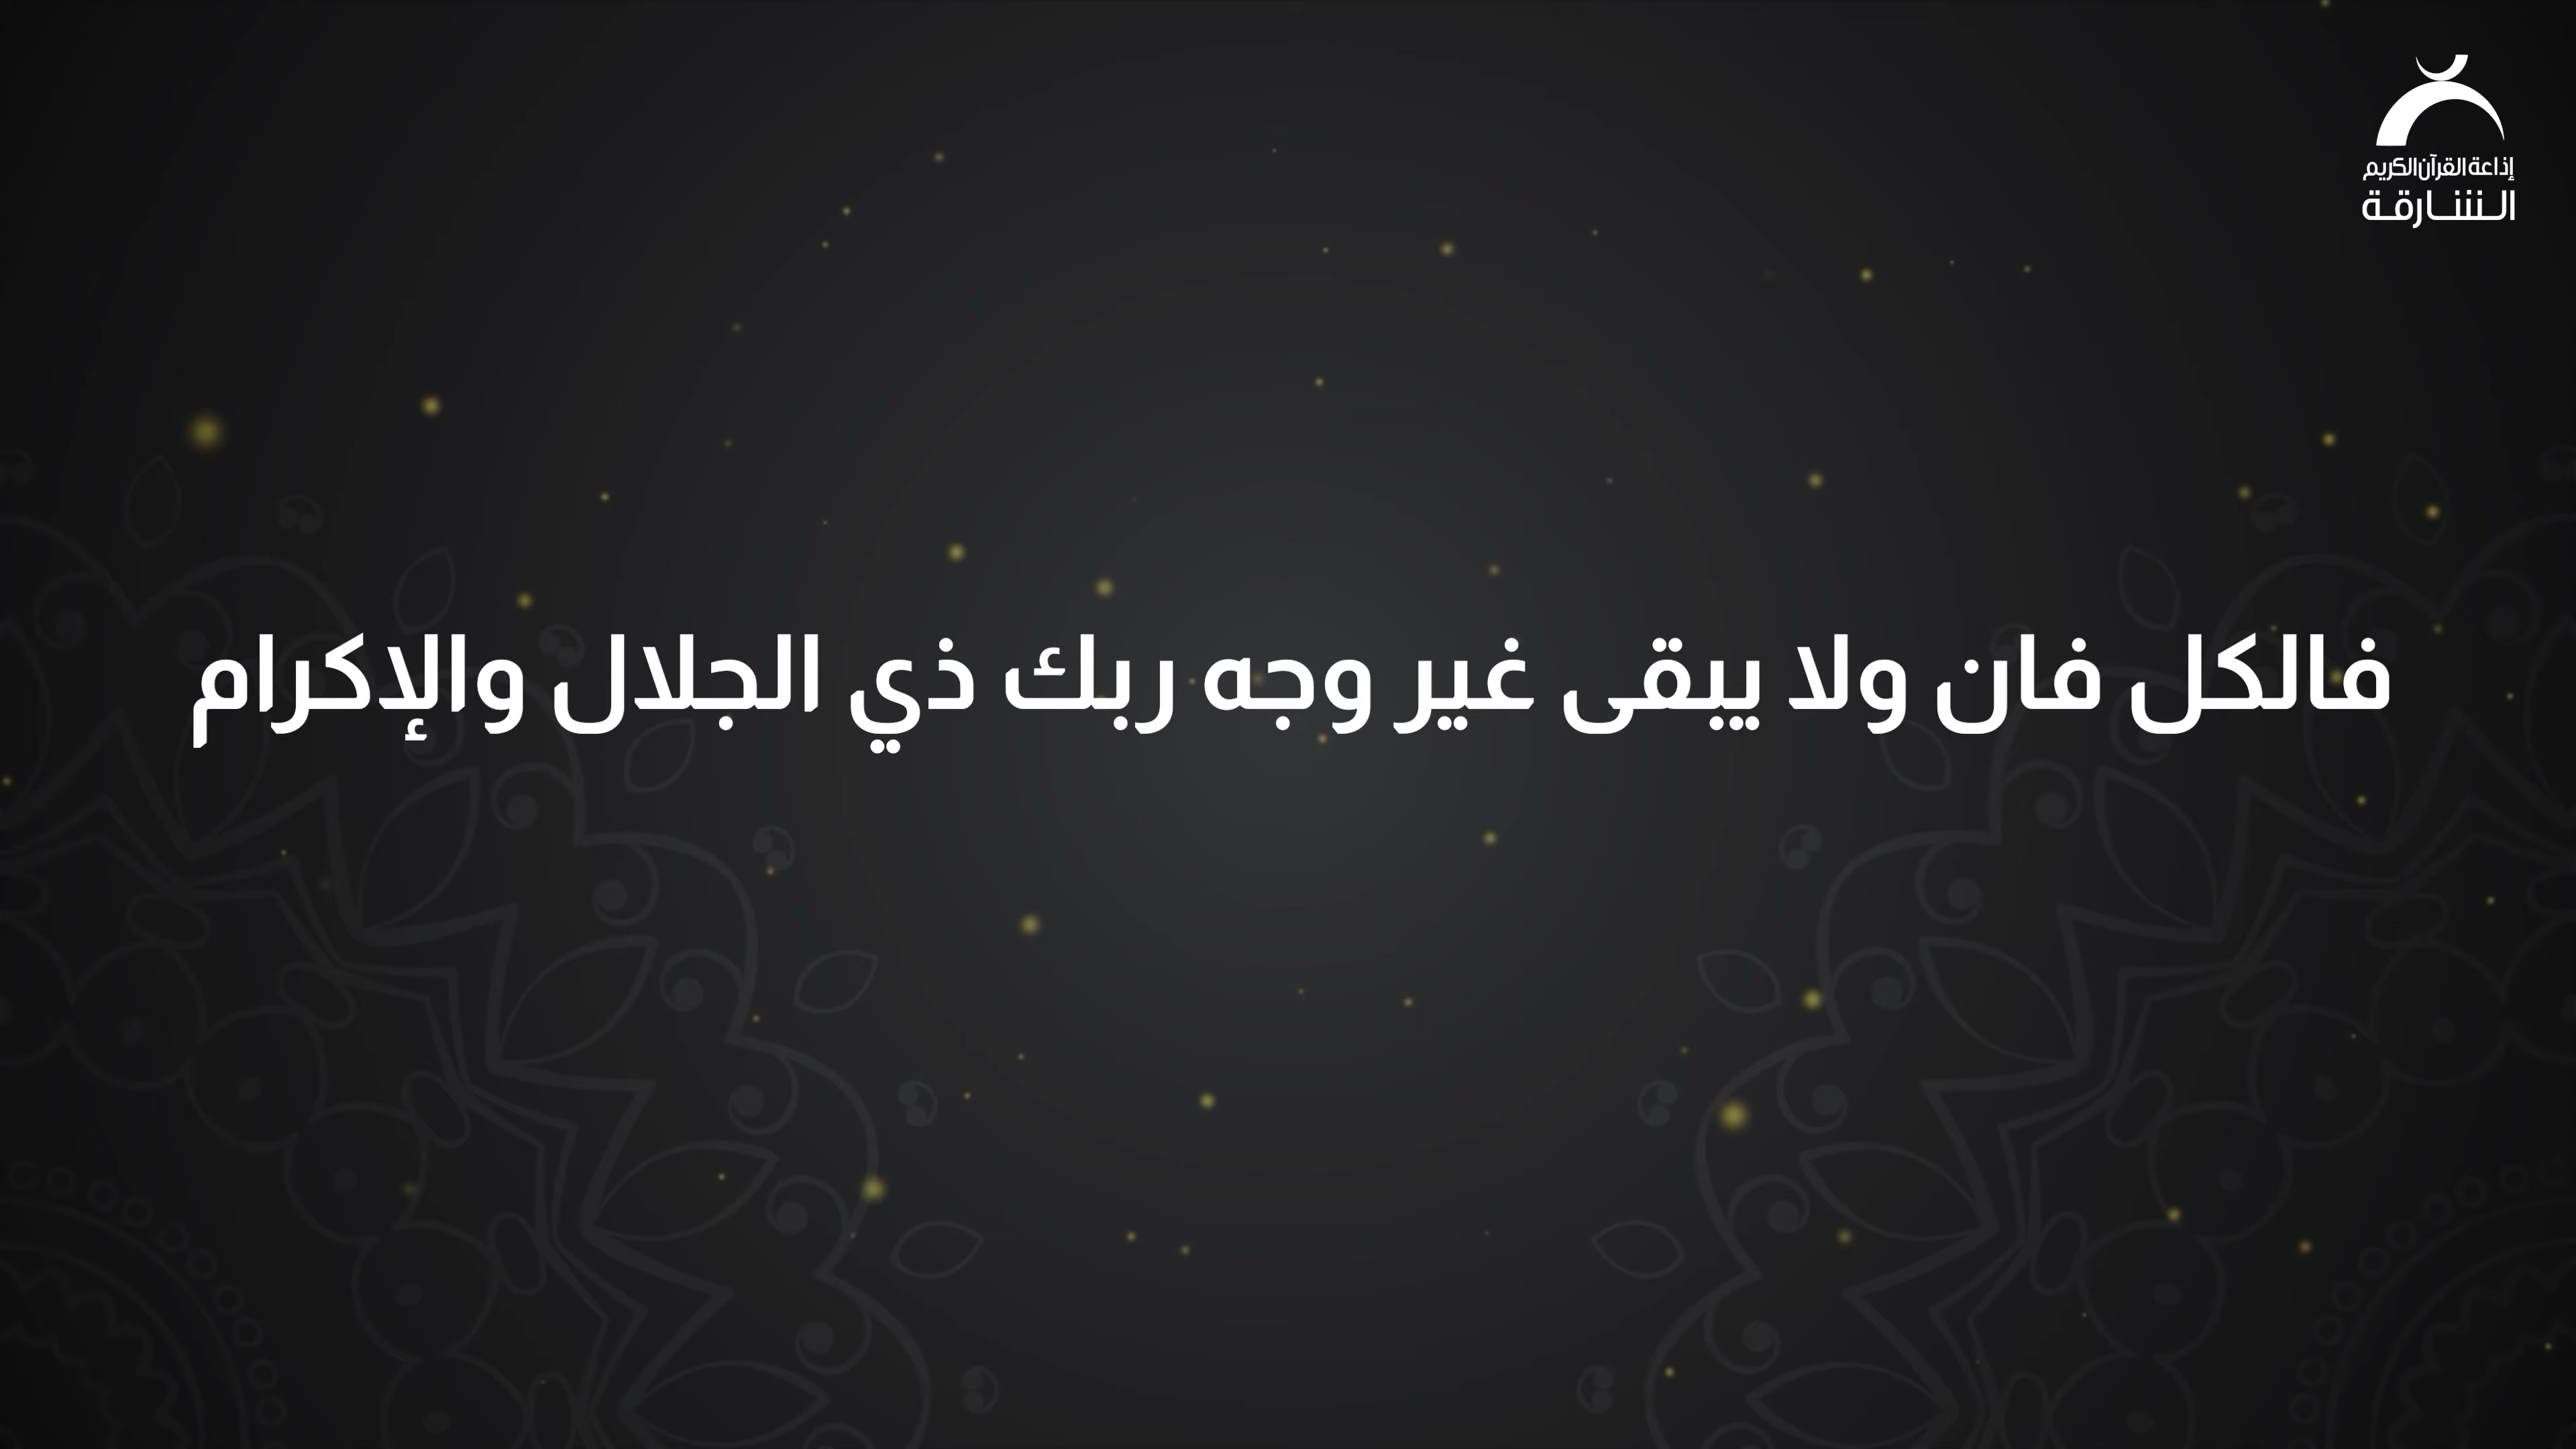 إذاعة القرآن الكريم
الشارقة
فالكل فان ولا يبقى غير وجه ربك ذي الجلال والإكرام